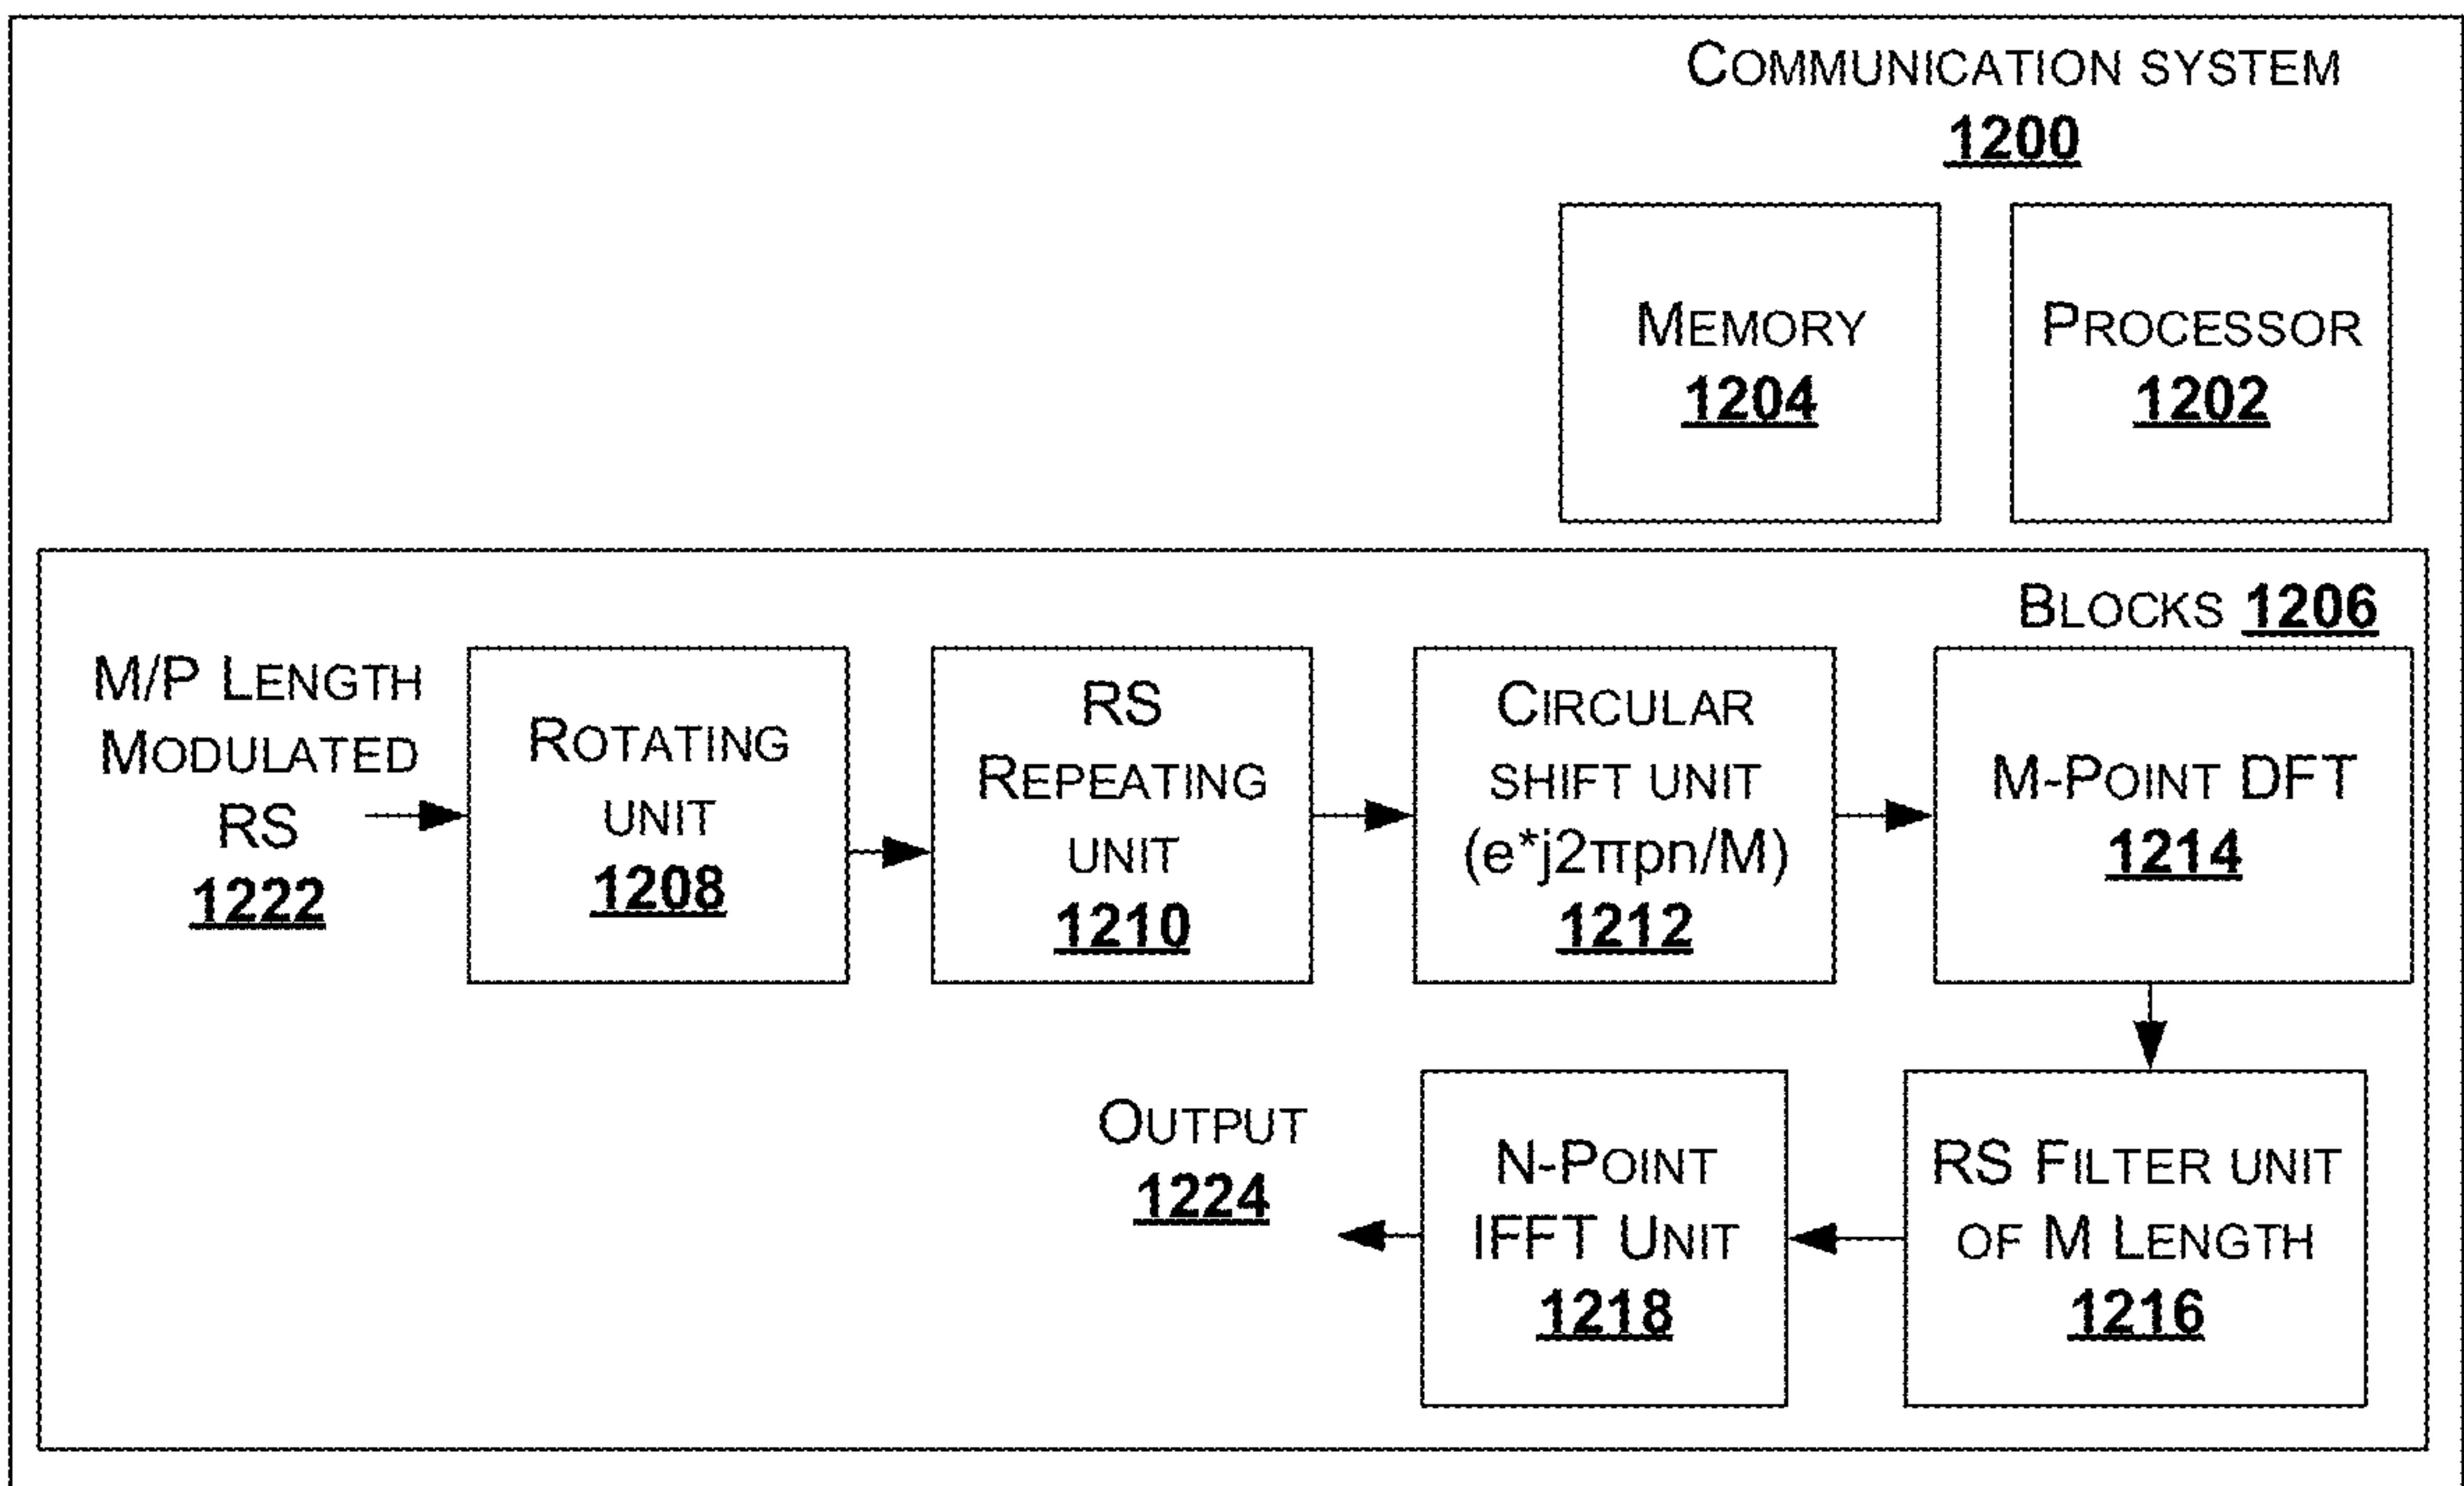 COMMUNICATION SYSTEM
1200
MEMORY
1204
PROCESSOR
1202
BLOCKS 1206
M/P LENGTH
MODULATED
RS
1222
ROTATING
UNIT
1208
RS
REPEATING
UNIT
1210
CIRCULAR
SHIFT UNIT
(e*j2πpn/M)
1212
M-POINT DFT
1214
RS FILTER UNIT
OF M LENGTH
1216
N-POINT
IFFT UNIT
1218
OUTPUT
1224